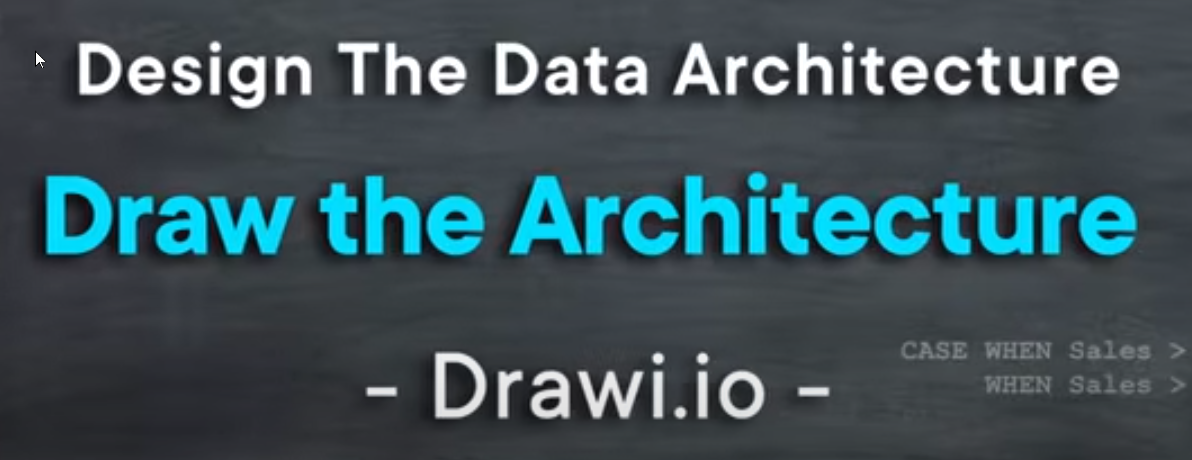 Design The Data Architecture
Draw the Architecture
- Drawi.io -
CASE WHEN Sales >
WHEN Sales >